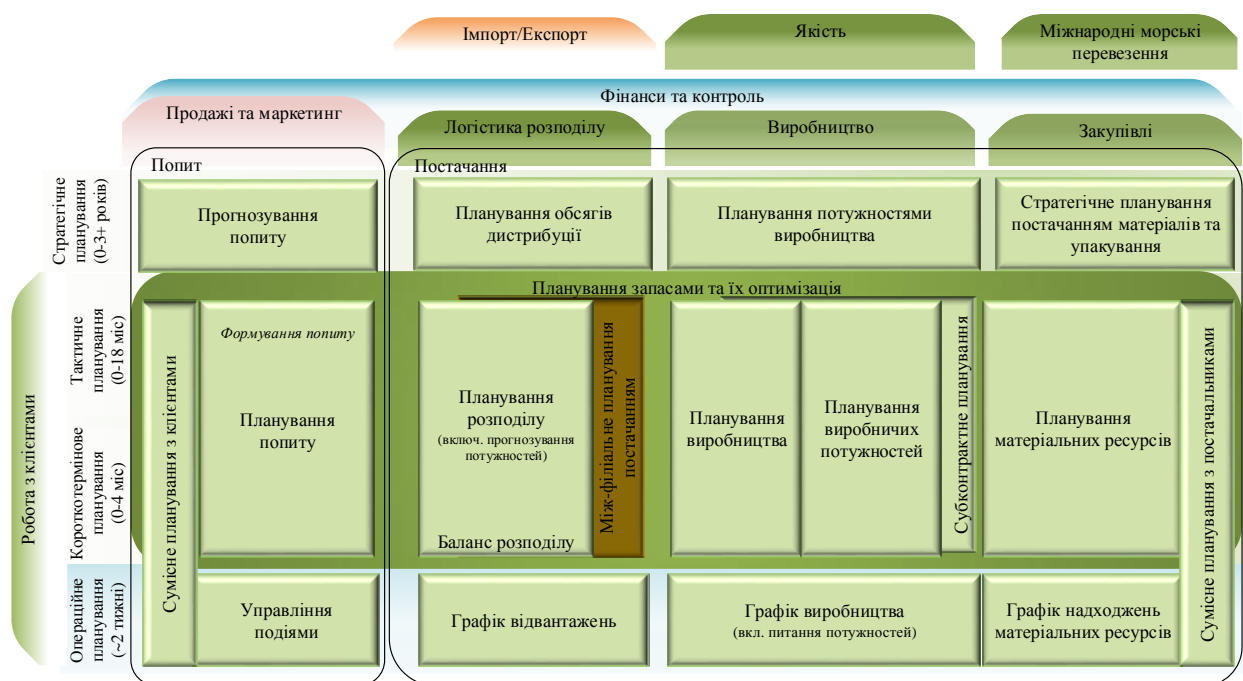 Імпорт/Експорт
Якість
Міжнародні морські
перевезення
Фінанси та контроль
Продажі та маркетинг
Логістика розподілу
Виробництво
Закупівлі
Попит
Постачання
Стратегічне
планування
(0-3+ років)
Прогнозування
попиту
Планування обсягів
дистрибуції
Планування потужностями
виробництва
Стратегічне планування
постачанням матеріалів та
упакування
Планування запасами та їх оптимізація
Робота з клієнтами
Тактичне
планування
(0-18 міс)
Короткотермінове
планування
(0-4 міс)
Сумісне планування з клієнтами
Формування попиту
Планування
попиту
Планування
розподілу
(включ. прогнозування
потужностей)
Баланс розподілу
Між-філіальне планування
постачанням
Планування
виробництва
Планування
виробничих
потужностей
Субконтрактне планування
Планування
матеріальних ресурсів
Сумісне планування з постачальниками
Операційне
планування
(~2 тижні)
Управління
подіями
Графік відвантажень
Графік виробництва
(вкл. питання потужностей)
Графік надходжень
матеріальних ресурсів